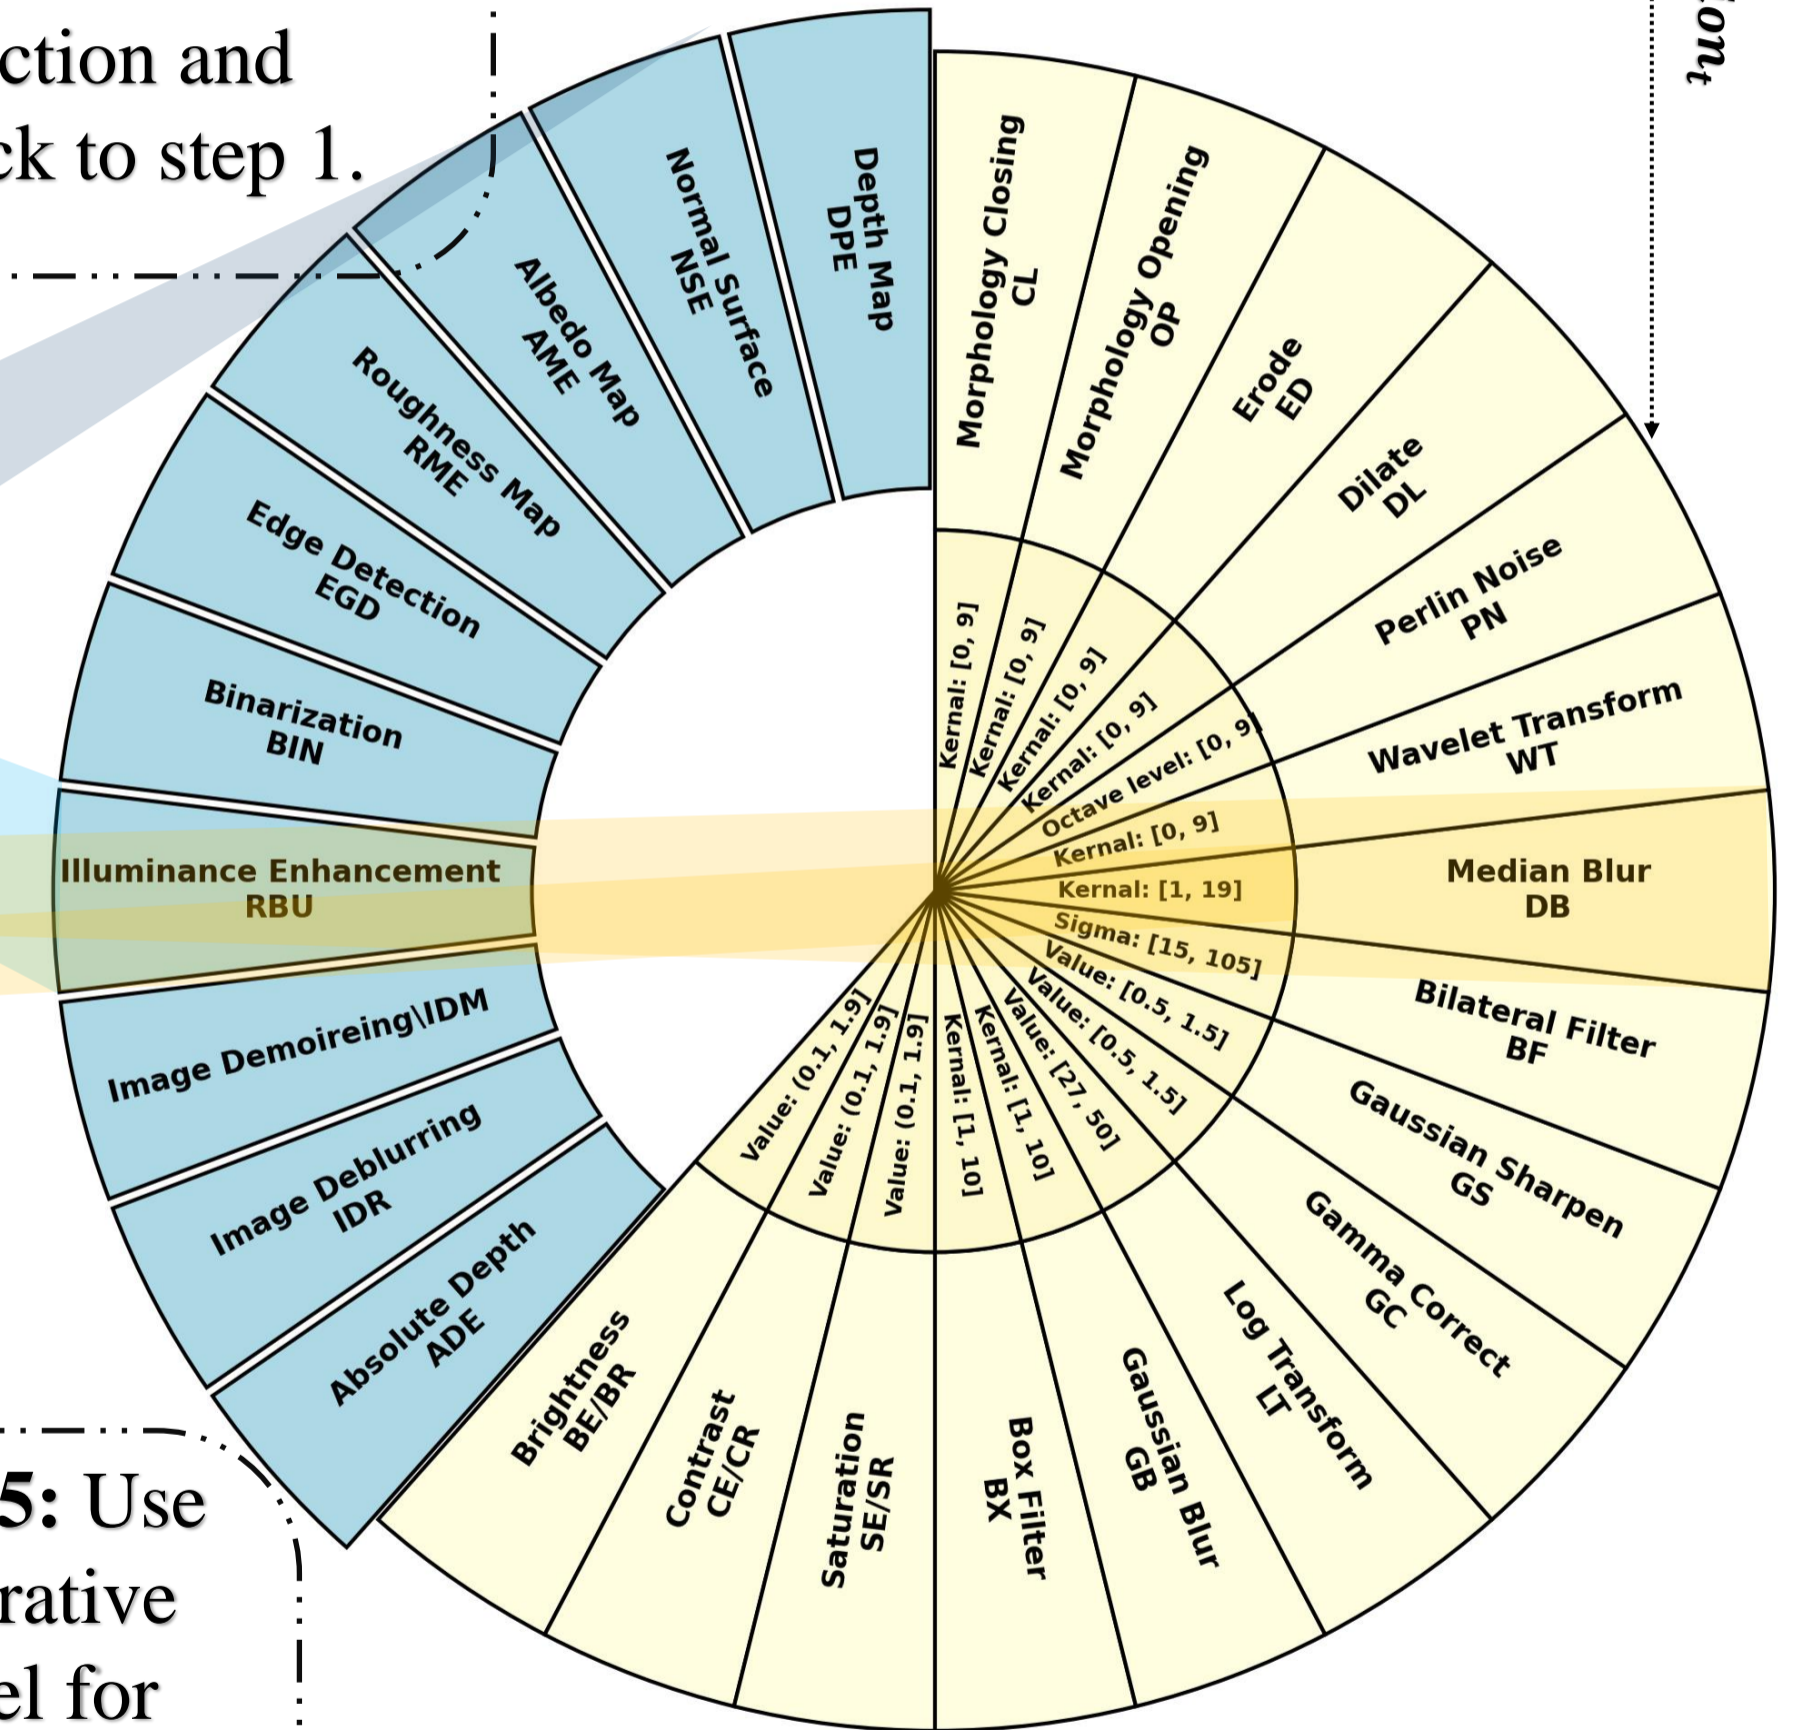 ction and
ck to step 1.
om
Depth Map
DPE
Normal Surface
NSE
Albedo Map
AME
Roughness Map
RME
Edge Detection
EGD
Binarization
BIN
Illuminance Enhancement
RBU
Image Demoireing\IDM
Image Deblurring
IDR
Absolute Depth
ADE
Morphology Closing
CL
Kernal: [0, 9]
Morphology Opening
OP
Kernal: [0, 9]
Erode
ED
Kernal: [0, 9]
Dilate
DL
Kernal: [0, 9]
Perlin Noise
PN
Octave level: [0, 9]
Wavelet Transform
WT
Kernal: [0, 9]
Median Blur
DB
Kernal: [1, 19]
Bilateral Filter
BF
Sigma: [15, 105]
Gaussian Sharpen
GS
Value: [0.5, 1.5]
Gamma Correct
GC
Value: [0.5, 1.5]
Log Transform
LT
Value: [27, 50]
Gaussian Blur
GB
Kernal: [1, 10]
Box Filter
BX
Kernal: [1, 10]
Saturation
SE/SR
Value: (0.1, 1.9]
Contrast
CE/CR
Value: (0.1, 1.9]
Brightness
BE/BR
Value: (0.1, 1.9]
5: Use
rative
el for